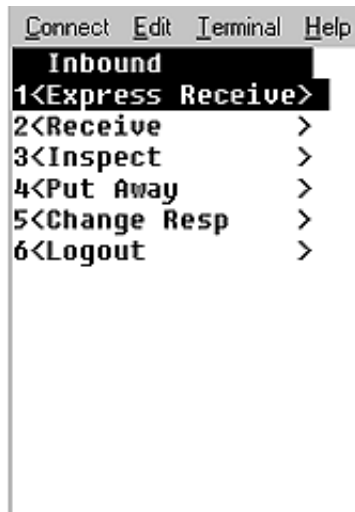 Connect Edit Terminal Help
Inbound
1<Express Receive>
2<Receive >
3<Inspect >
4<Put Away >
5<Change Resp >
6<Logout >